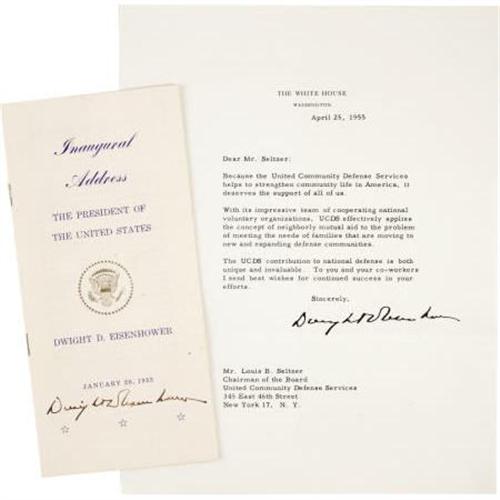 Inaugural
Address
THE PRESIDENT OF
THE UNITED STATES
DWIGHT D. EISENHOWER
JANUARY 20, 1953
Dwight D Eisenhower
THE WHITE HOUSE
WASHINGTON
April 25, 1955
Dear Mr. Seltzer:
Because the United Community Defense Services
helps to strengthen community life in America, it
deserves the support of all of us.
With its impressive team of cooperating national
voluntary organizations, UCDS effectively applies
the concept of neighborly mutual aid to the problem
of meeting the needs of families that are moving to
new and expanding defense communities.
The UCDS contribution to national defense is both
unique and invaluable. To you and your co-workers
I send best wishes for continued success in your
efforts.
Sincerely,
Dwight D Eisenhower
Mr. Louis B. Seltzer
Chairman of the Board
United Community Defense Services
345 East 46th Street
New York 17, N. Y.